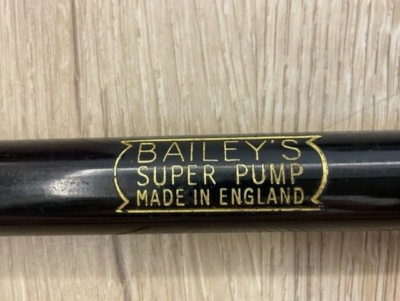 BAILEY'S
SUPER PUMP
MADE IN ENGLAND